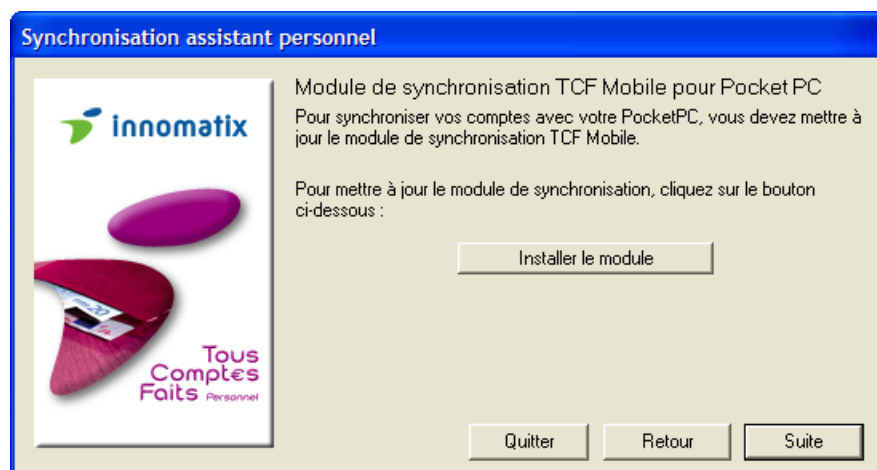 Synchronisation assistant personnel
innomatix
Module de synchronisation TCF Mobile pour Pocket PC
Pour synchroniser vos comptes avec votre PocketPC, vous devez mettre à
jour le module de synchronisation TCF Mobile.
Pour mettre à jour le module de synchronisation, cliquez sur le bouton
ci-dessous :
Installer le module
20
Tous
Compt€s
Faits Personnel
Quitter
Retour
Suite